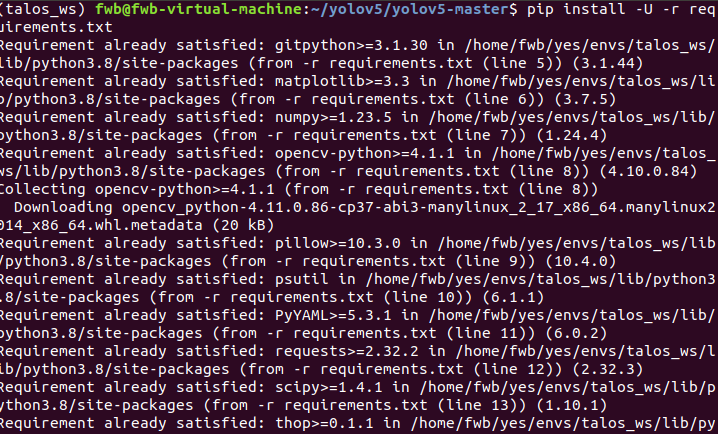 (talos_ws) fwb@fwb-virtual-machine:~/yolov5/yolov5-master$ pip install -U -r req
uirements.txt
Requirement already satisfied: gitpython>=3.1.30 in /home/fwb/yes/envs/talos_ws/
lib/python3.8/site-packages (from -r requirements.txt (line 5)) (3.1.44)
Requirement already satisfied: matplotlib>=3.3 in /home/fwb/yes/envs/talos_ws/li
b/python3.8/site-packages (from -r requirements.txt (line 6)) (3.7.5)
Requirement already satisfied: numpy>=1.23.5 in /home/fwb/yes/envs/talos_ws/lib/
python3.8/site-packages (from -r requirements.txt (line 7)) (1.24.4)
Requirement already satisfied: opencv-python>=4.1.1 in /home/fwb/yes/envs/talos_
ws/lib/python3.8/site-packages (from -r requirements.txt (line 8)) (4.10.0.84)
Collecting opencv-python>=4.1.1 (from -r requirements.txt (line 8))
  Downloading opencv_python-4.11.0.86-cp37-abi3-manylinux_2_17_x86_64.manylinux2
014_x86_64.whl.metadata (20 kB)
Requirement already satisfied: pillow>=10.3.0 in /home/fwb/yes/envs/talos_ws/lib
/python3.8/site-packages (from -r requirements.txt (line 9)) (10.4.0)
Requirement already satisfied: psutil in /home/fwb/yes/envs/talos_ws/lib/python3
.8/site-packages (from -r requirements.txt (line 10)) (6.1.1)
Requirement already satisfied: PyYAML>=5.3.1 in /home/fwb/yes/envs/talos_ws/lib/
python3.8/site-packages (from -r requirements.txt (line 11)) (6.0.2)
Requirement already satisfied: requests>=2.32.2 in /home/fwb/yes/envs/talos_ws/l
ib/python3.8/site-packages (from -r requirements.txt (line 12)) (2.32.3)
Requirement already satisfied: scipy>=1.4.1 in /home/fwb/yes/envs/talos_ws/lib/p
ython3.8/site-packages (from -r requirements.txt (line 13)) (1.10.1)
Requirement already satisfied: thop>=0.1.1 in /home/fwb/yes/envs/talos_ws/lib/py